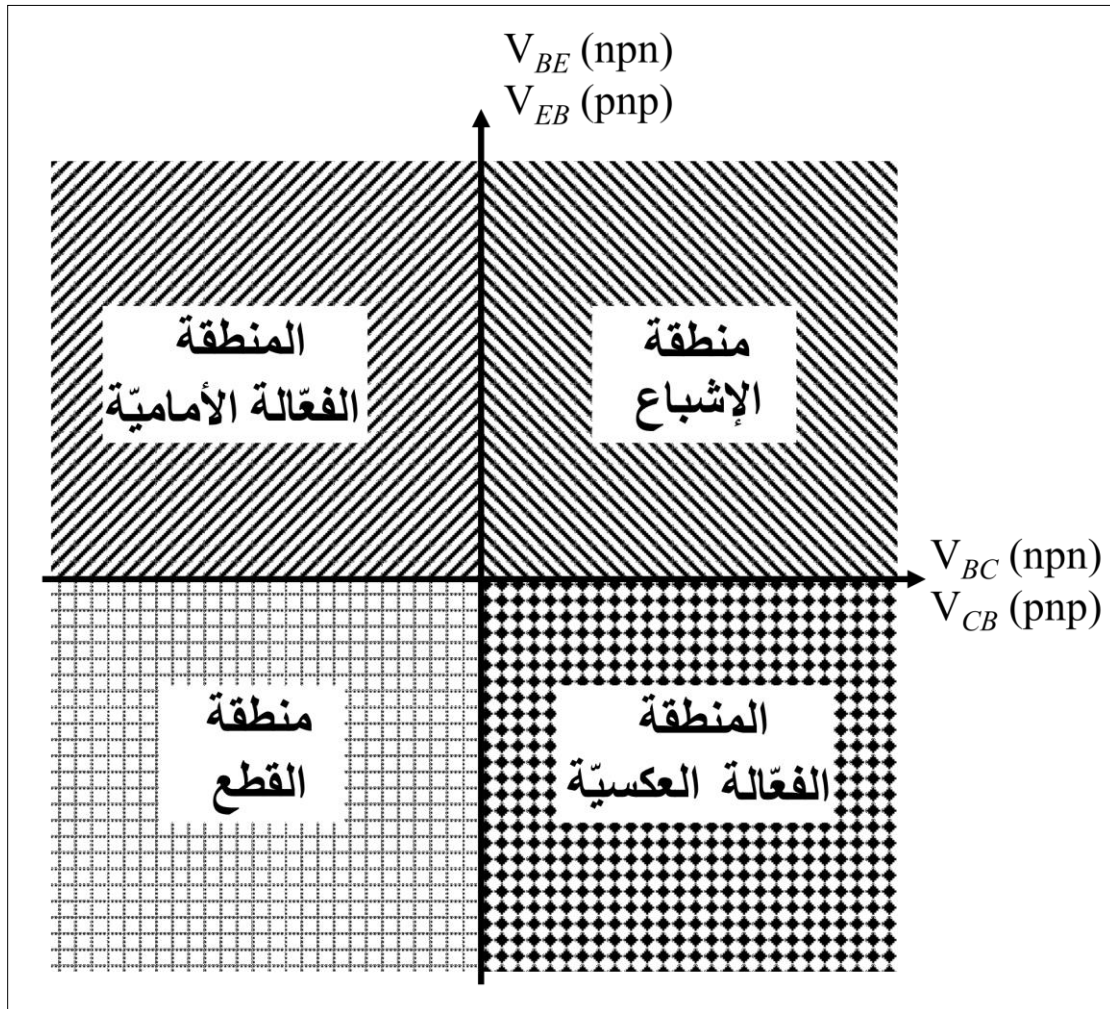 V_BE (npn)
V_EB (pnp)
المنطقة
الفعّالة الأماميّة
منطقة
الإشباع
V_BC (npn)
V_CB (pnp)
منطقة
القطع
المنطقة
الفعّالة العكسيّة